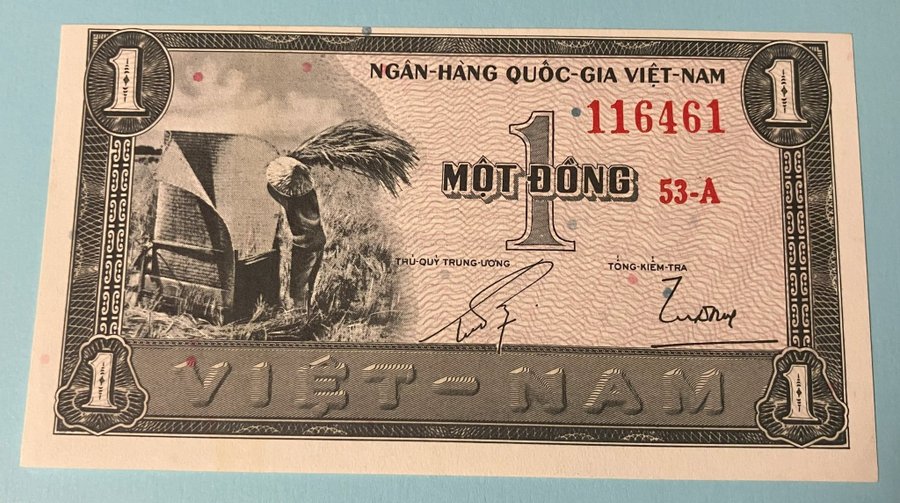 1
1
NGÂN-HÀNG QUỐC-GIA VIỆT-NAM
116461
1
MỘT ĐỒNG
53-A
THỦ-QUỸ TRUNG-ƯƠNG
TỔNG-KIỂM-TRA
VIỆT-NAM
1
1